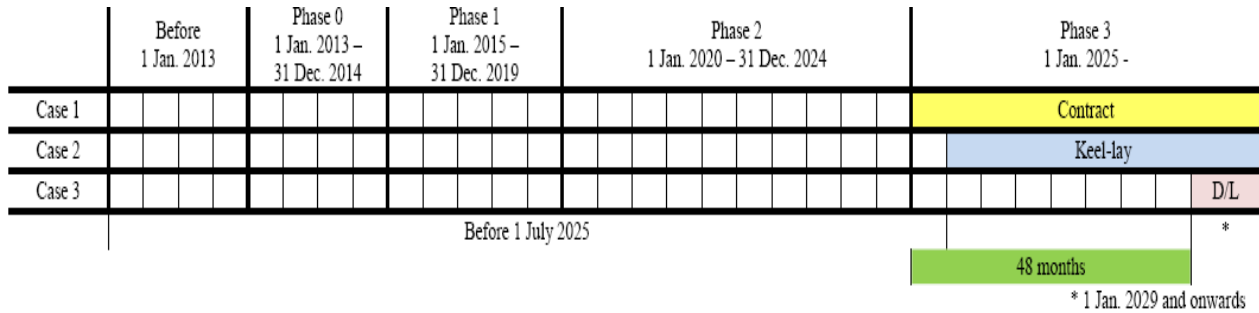 Before
1 Jan. 2013
Phase 0
1 Jan. 2013 –
31 Dec. 2014
Phase 1
1 Jan. 2015 –
31 Dec. 2019
Phase 2
1 Jan. 2020 – 31 Dec. 2024
Phase 3
1 Jan. 2025 -
Case 1
Contract
Case 2
Keel-lay
Case 3
D/L
Before 1 July 2025
*
48 months
* 1 Jan. 2029 and onwards